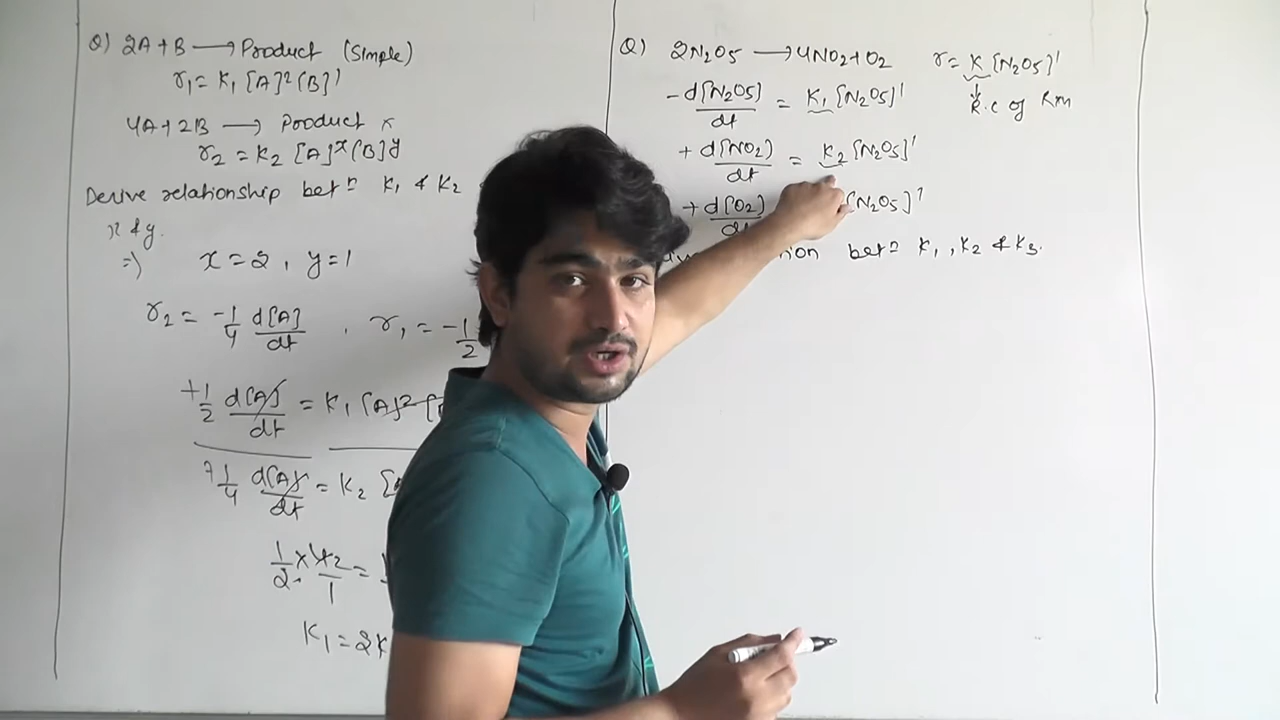 Q) 2A+B ⟶ Product (Simple)
r₁ = K₁ [A]² (B]¹
4A+2B ⟶ Product
r₂ = K₂ [A]ˣ(B]ʸ
Derive relationship betⁿ K₁ & K₂
x & y.
⇒) x = 2 , y = 1
r₂ = -1/4 d[A]/dt , r₁ = -1/2
+1/2 d[A]/dt = K₁ [A]²
1/4 d[A]/dt = K₂
1/2 × 4/1 =
K₁ = 2K
Q) 2N₂O₅ ⟶ 4NO₂+O₂ r = K [N₂O₅]¹
-d[N₂O₅]/dt = K₁ [N₂O₅]¹ R.C of Rxn
+d[NO₂]/dt = K₂ [N₂O₅]¹
+d[O₂]/dt [N₂O₅]¹
betⁿ K₁ , K₂ & K₃.